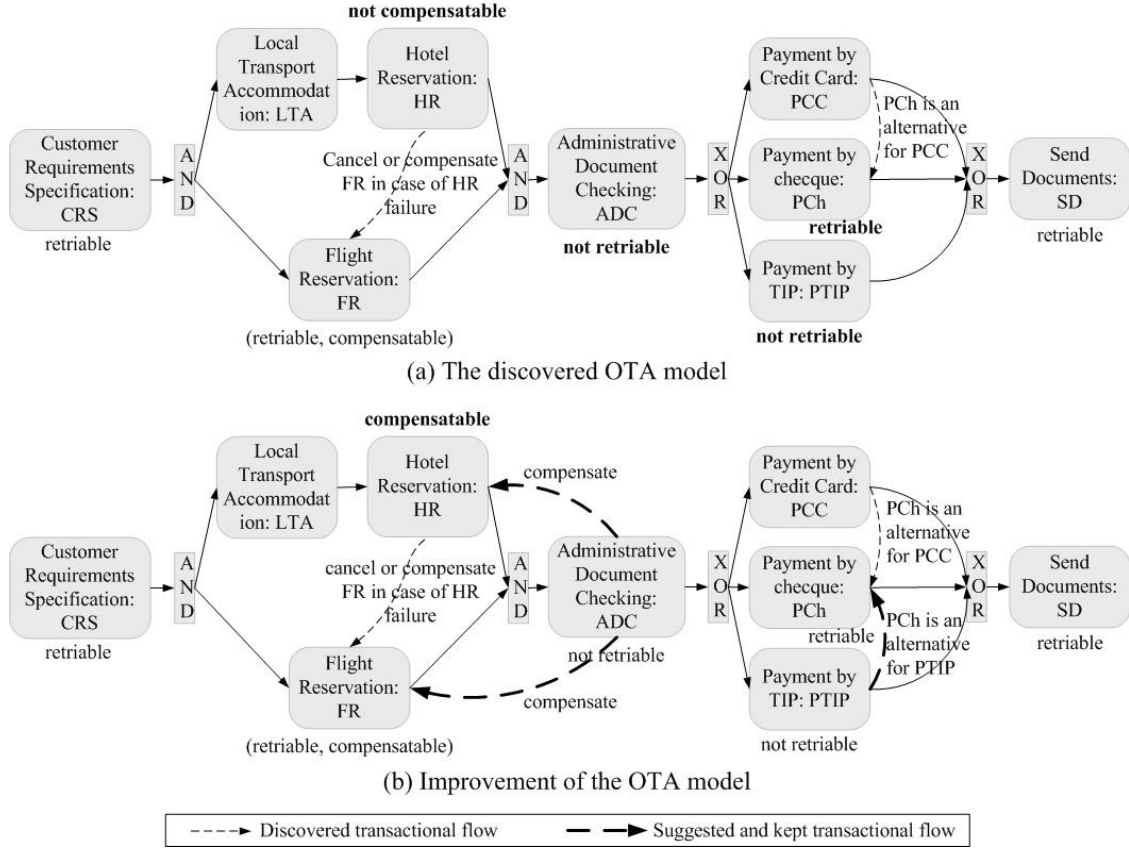 not compensatable
Local
Transport
Accommodat
ion: LTA
Hotel
Reservation:
HR
Payment by
Credit Card:
PCC
PCh is an
alternative
for PCC
Customer
Requirements
Specification:
CRS
retriable
A
N
D
Cancel or compensate
FR in case of HR
failure
A
N
D
Administrative
Document
Checking:
ADC
not retriable
X
O
R
Payment by
checque:
PCh
retriable
X
O
R
Send
Documents:
SD
retriable
Flight
Reservation:
FR
(retriable, compensatable)
Payment by
TIP: PTIP
not retriable
(a) The discovered OTA model
compensatable
Local
Transport
Accommodat
ion: LTA
Hotel
Reservation:
HR
compensate
Payment by
Credit Card:
PCC
PCh is an
alternative
for PCC
Customer
Requirements
Specification:
CRS
retriable
A
N
D
cancel or compensate
FR in case of HR
failure
A
N
D
Administrative
Document
Checking:
ADC
not retriable
X
O
R
Payment by
checque:
PCh
retriable
PCh is an
alternative
for PTIP
X
O
R
Send
Documents:
SD
retriable
Flight
Reservation:
FR
(retriable, compensatable)
compensate
Payment by
TIP: PTIP
not retriable
(b) Improvement of the OTA model
Discovered transactional flow
Suggested and kept transactional flow